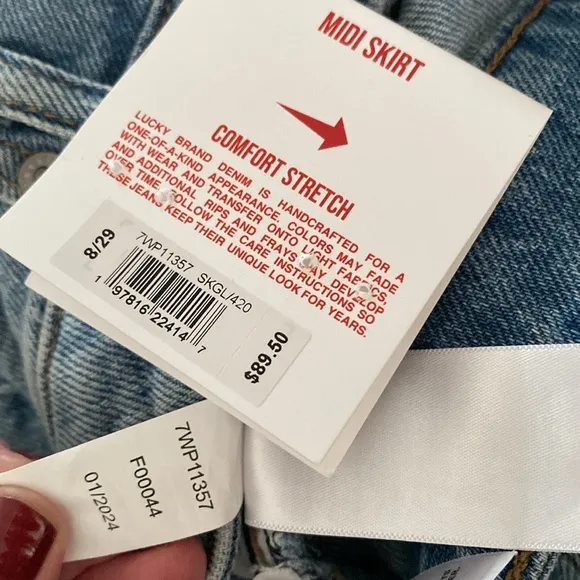 MIDI SKIRT
COMFORT STRETCH
LUCKY BRAND DENIM IS HANDCRAFTED FOR A
ONE-OF-A-KIND APPEARANCE. COLORS MAY FADE
WITH WEAR AND TRANSFER ONTO LIGHT FABRICS,
AND ADDITIONAL RIPS AND FRAYS MAY DEVELOP
OVER TIME. FOLLOW THE CARE INSTRUCTIONS SO
THESE JEANS KEEP THEIR UNIQUE LOOK FOR YEARS.
8/29
7WP11357 SKGL/420
1 97816 22414 7
$89.50
7WP11357
F00044
01/2024